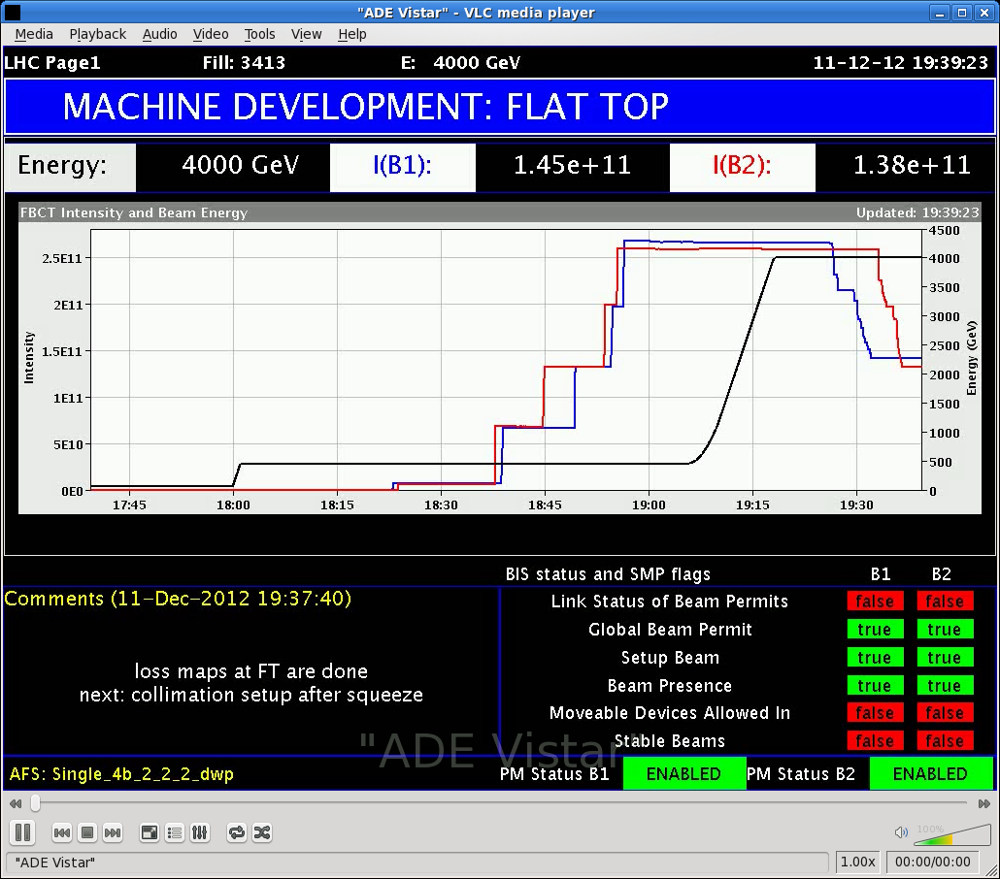 "ADE Vistar" - VLC media player
Media Playback Audio Video Tools View Help
LHC Page1 Fill: 3413 E: 4000 GeV 11-12-12 19:39:23
MACHINE DEVELOPMENT: FLAT TOP
Energy: 4000 GeV I(B1): 1.45e+11 I(B2): 1.38e+11
FBCT Intensity and Beam Energy Updated: 19:39:23
Intensity
2.5E11
2E11
1.5E11
1E11
5E10
0E0
4500
4000
3500
3000
2500
2000
1500
1000
500
0
Energy (GeV)
17:45 18:00 18:15 18:30 18:45 19:00 19:15 19:30
BIS status and SMP flags B1 B2
Comments (11-Dec-2012 19:37:40)
loss maps at FT are done
next: collimation setup after squeeze
Link Status of Beam Permits false false
Global Beam Permit true true
Setup Beam true true
Beam Presence true true
Moveable Devices Allowed In false false
Stable Beams false false
"ADE Vistar"
AFS: Single_4b_2_2_2_dwp PM Status B1 ENABLED PM Status B2 ENABLED
100%
"ADE Vistar" 1.00x 00:00/00:00